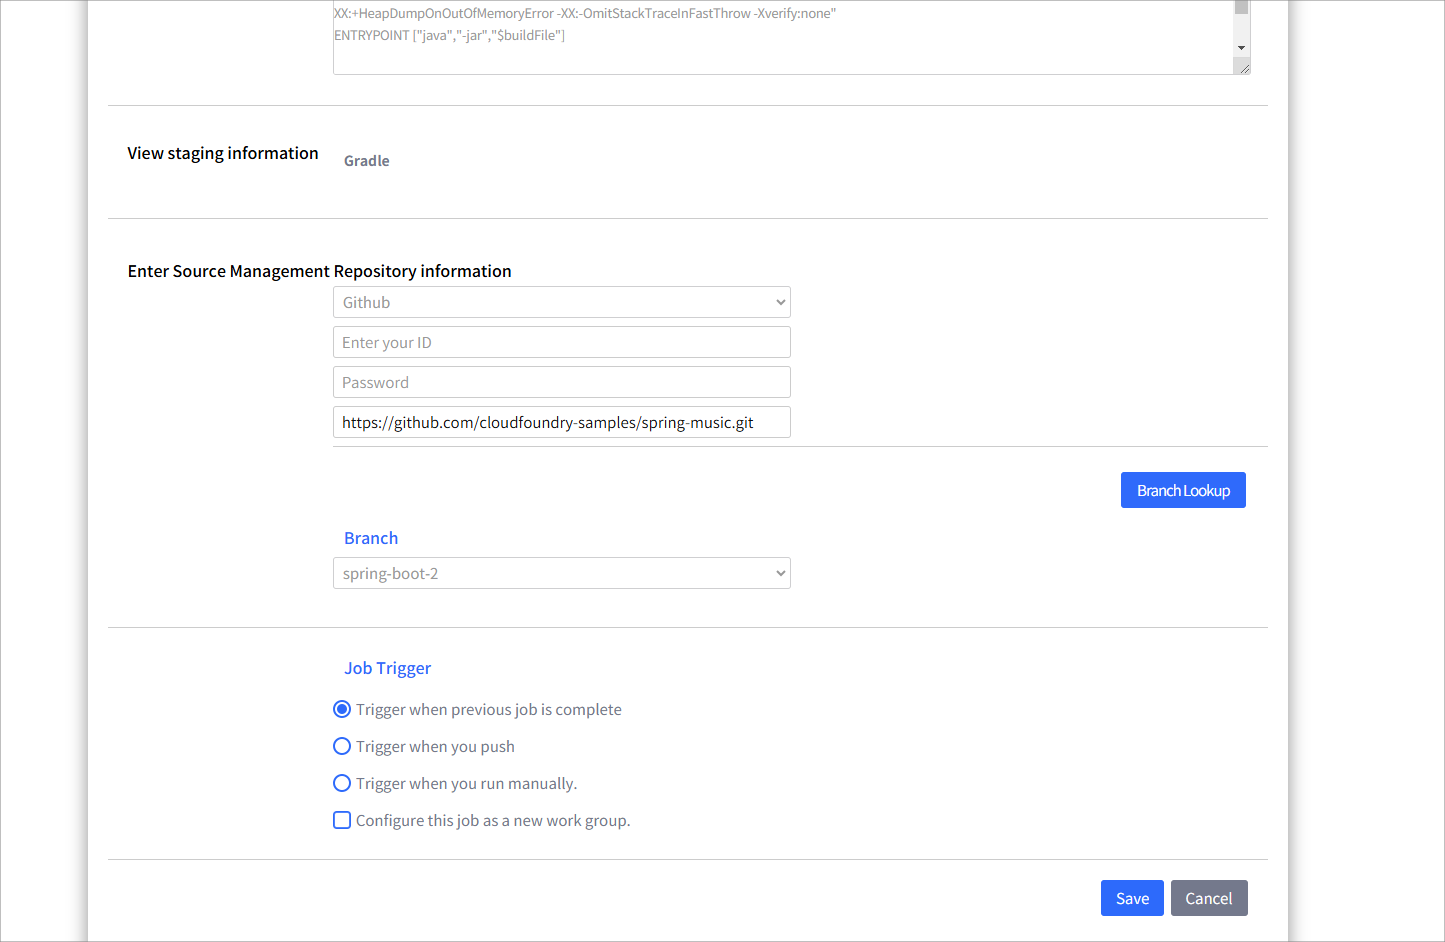 XX:+HeapDumpOnOutOfMemoryError -XX:-OmitStackTraceInFastThrow -Xverify:none"
ENTRYPOINT ["java","-jar","$buildFile"]
View staging information
Gradle
Enter Source Management Repository information
Github
Enter your ID
Password
https://github.com/cloudfoundry-samples/spring-music.git
Branch Lookup
Branch
spring-boot-2
Job Trigger
Trigger when previous job is complete
Trigger when you push
Trigger when you run manually.
Configure this job as a new work group.
Save
Cancel